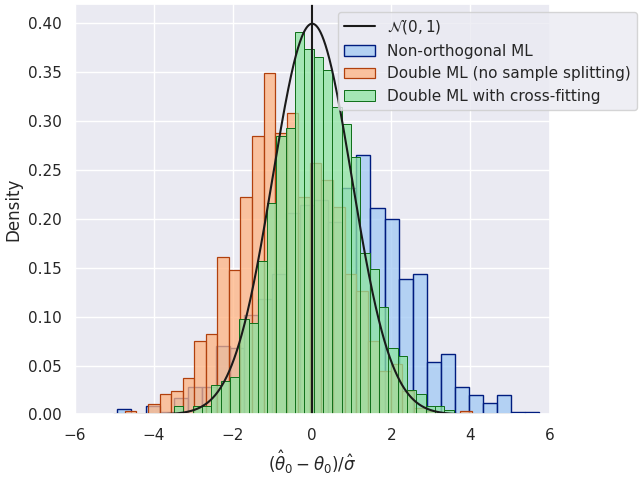 𝒩(0, 1)
Non-orthogonal ML
Double ML (no sample splitting)
Double ML with cross-fitting
0.40
0.35
0.30
0.25
0.20
0.15
0.10
0.05
0.00
Density
−6 −4 −2 0 2 4 6
(θ̂₀ − θ₀)/σ̂